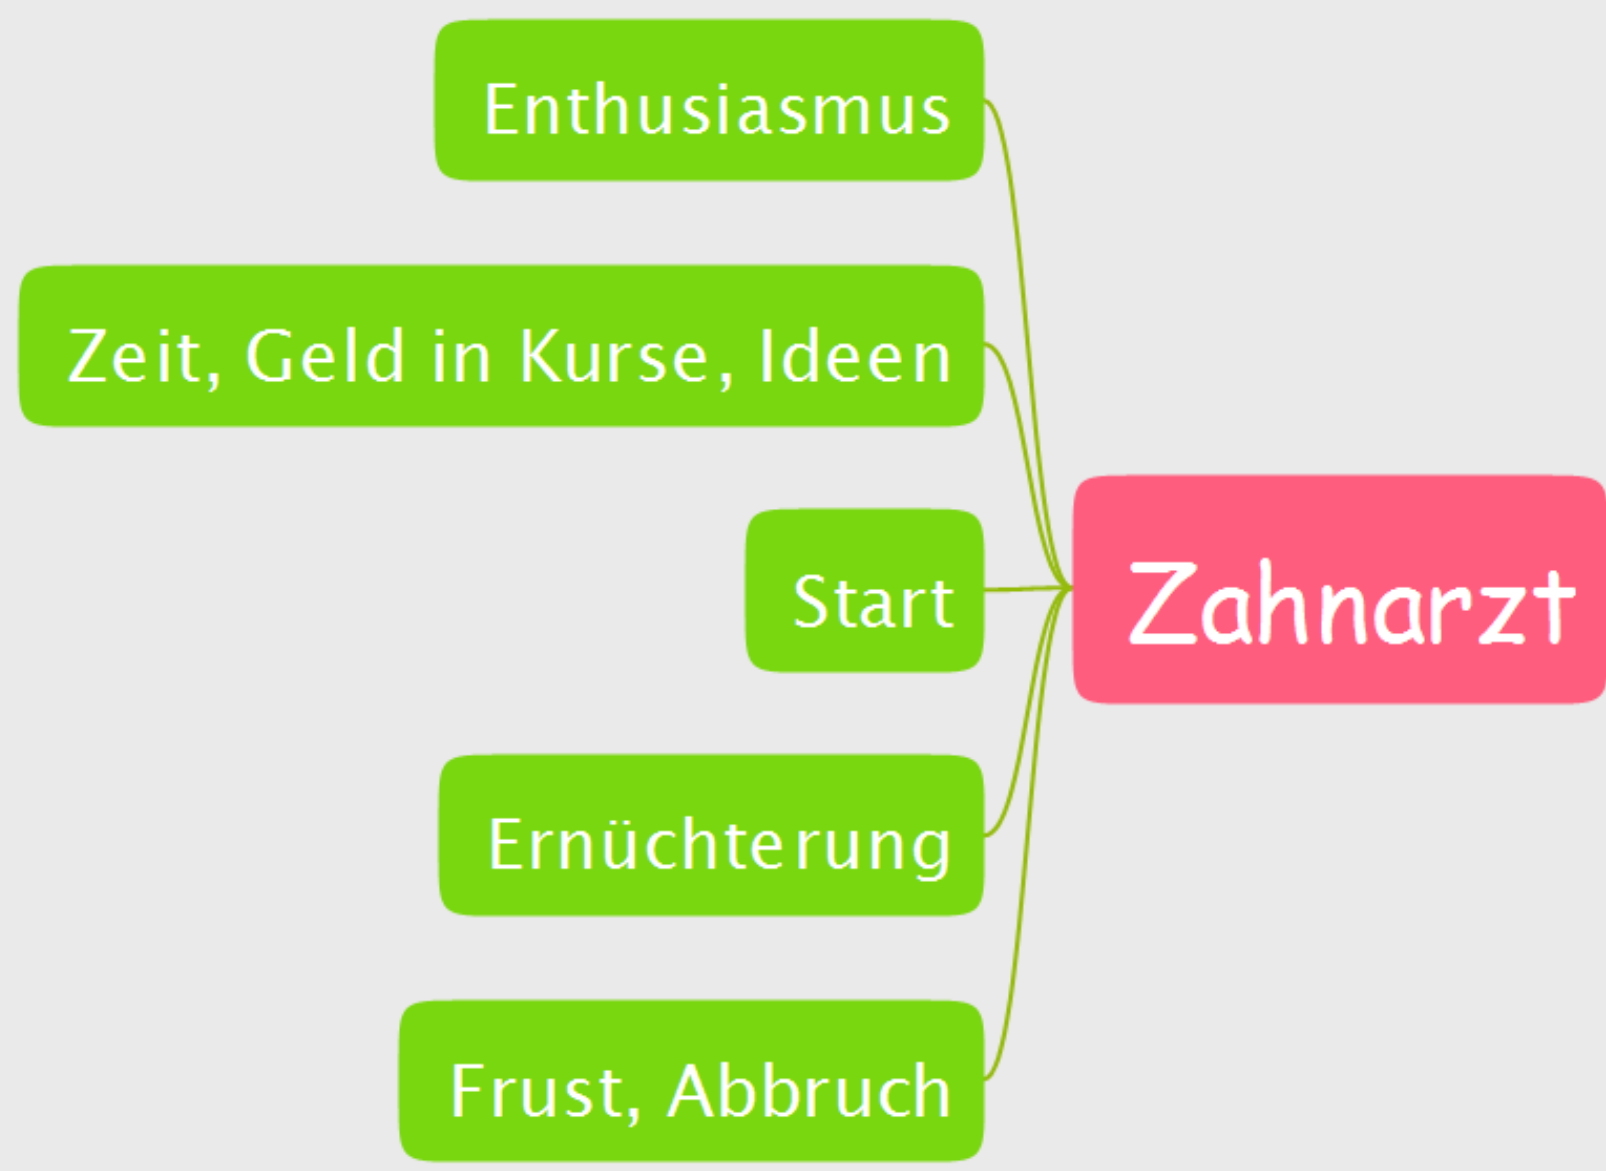 Enthusiasmus
Zeit, Geld in Kurse, Ideen
Start
Zahnarzt
Ernüchterung
Frust, Abbruch